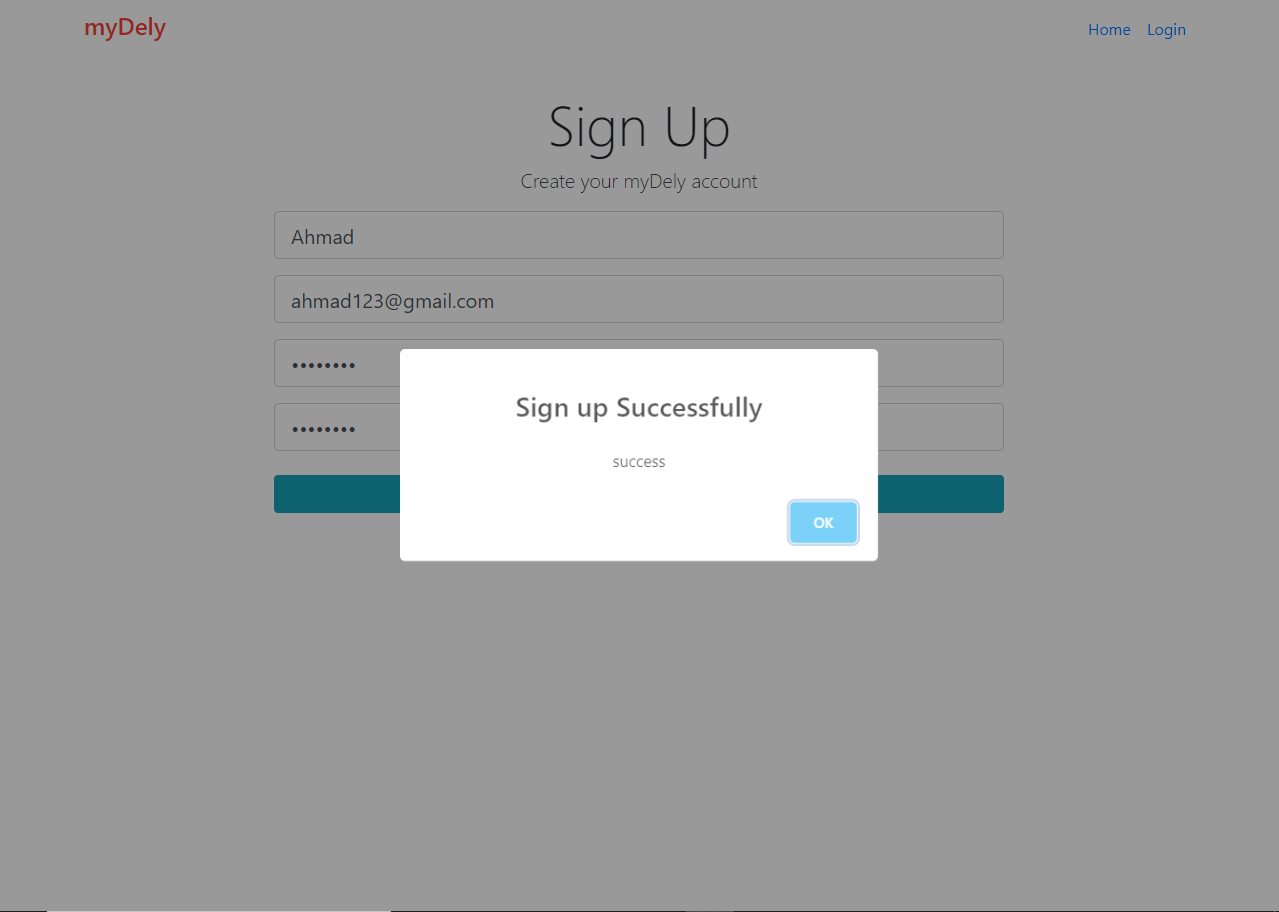 myDely
Home Login
Sign Up
Create your myDely account
Ahmad
ahmad123@gmail.com
••••••••
••••••••
Sign up Successfully
success
OK